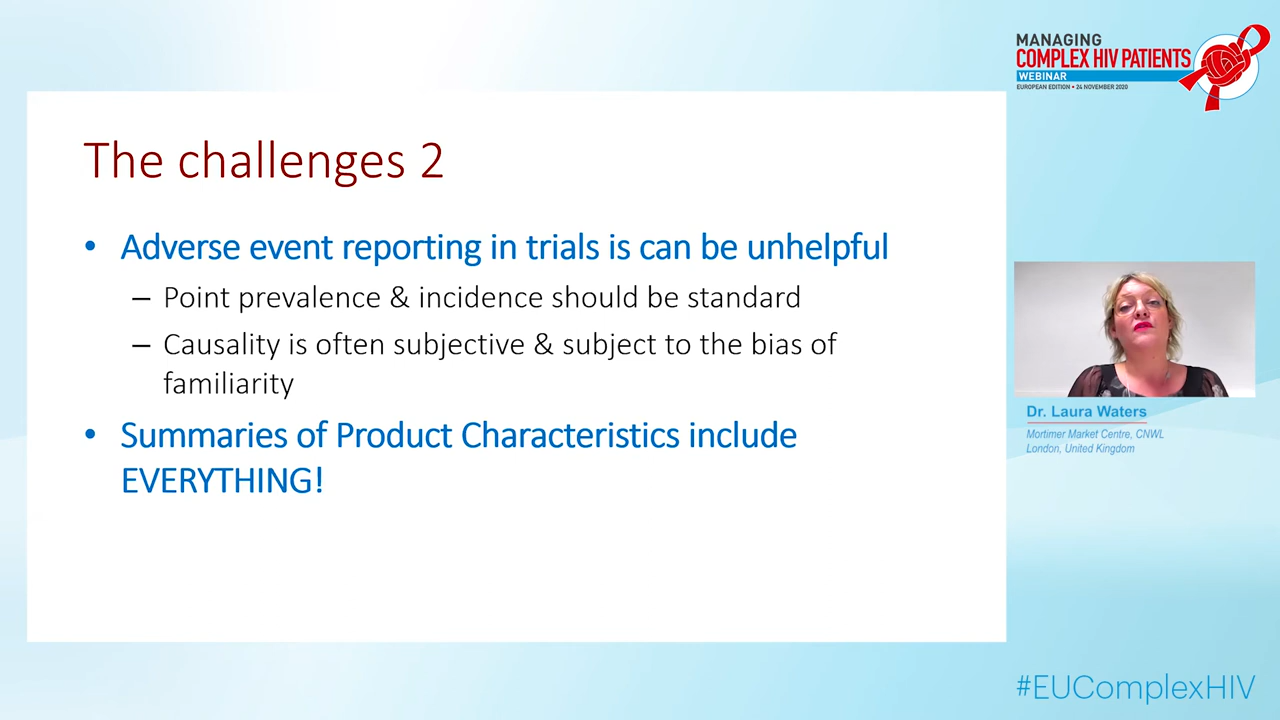 MANAGING
COMPLEX HIV PATIENTS
WEBINAR
EUROPEAN EDITION • 24 NOVEMBER 2020
The challenges 2
• Adverse event reporting in trials is can be unhelpful
– Point prevalence & incidence should be standard
– Causality is often subjective & subject to the bias of
familiarity
• Summaries of Product Characteristics include
EVERYTHING!
Dr. Laura Waters
Mortimer Market Centre, CNWL
London, United Kingdom
#EUComplexHIV